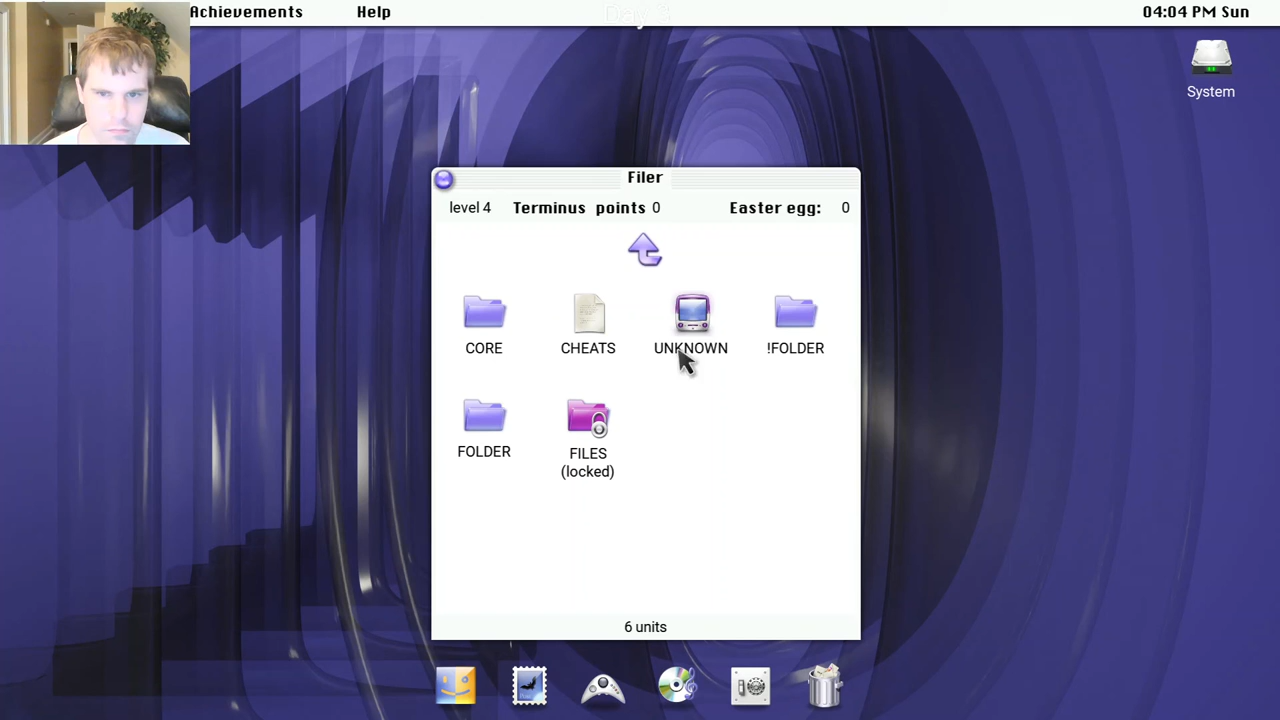 Achievements
Help
Day
04:04 PM Sun
System
Filer
level 4
Terminus points 0
Easter egg: 0
CORE
CHEATS
UNKNOWN
!FOLDER
FOLDER
FILES
(locked)
6 units